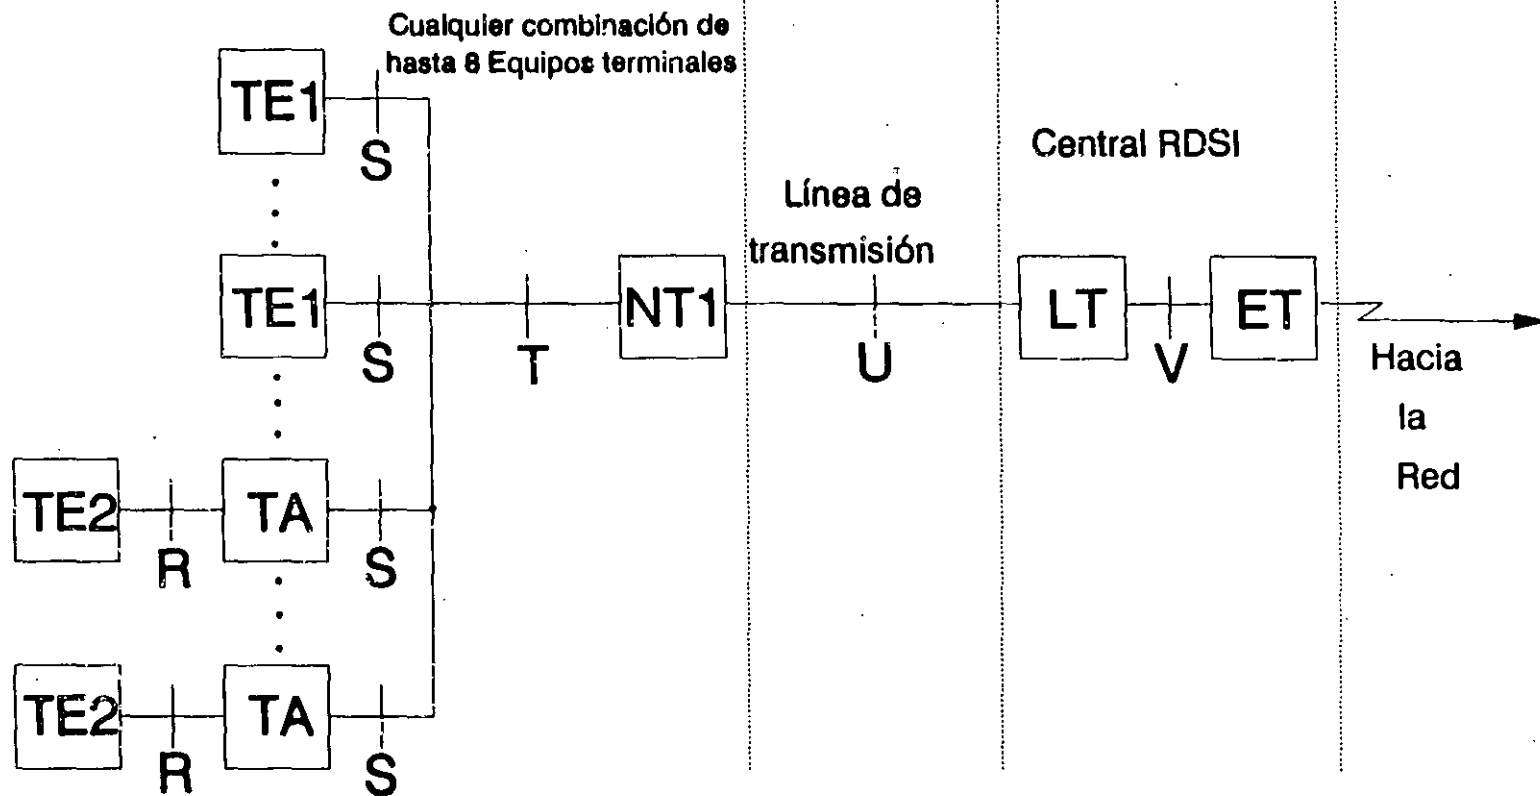 Cualquier combinación de
hasta 8 Equipos terminales
TE1
S
Central RDSI
Línea de
transmisión
TE1
S
T
NT1
U
LT
V
ET
Hacia
la
Red
TE2
R
TA
S
TE2
R
TA
S